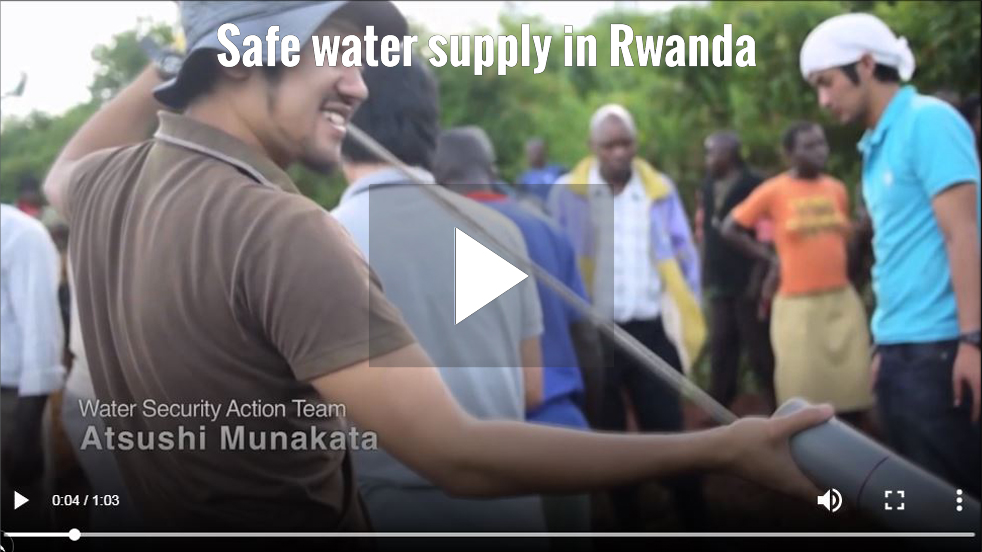 Safe water supply in Rwanda
Water Security Action Team
Atsushi Munakata
0:04 / 1:03